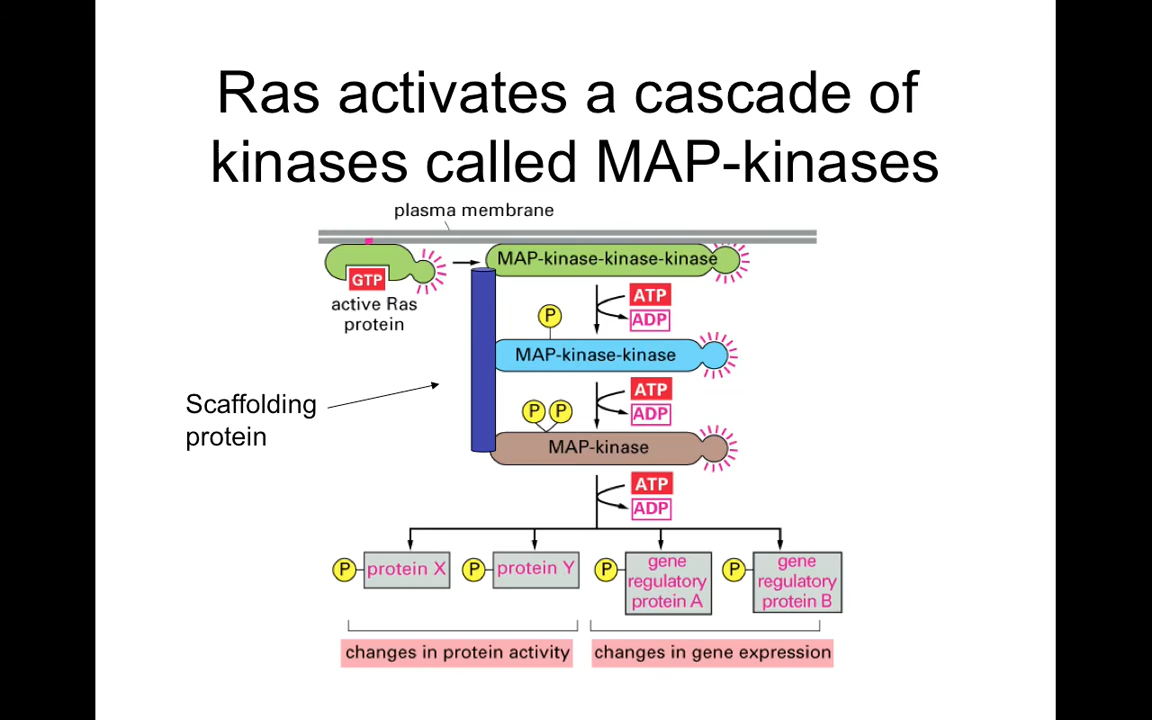 Ras activates a cascade of
kinases called MAP-kinases
plasma membrane
MAP-kinase-kinase-kinase
GTP
active Ras
protein
ATP
ADP
P
MAP-kinase-kinase
ATP
ADP
Scaffolding
protein
P P
MAP-kinase
ATP
ADP
P protein X
P protein Y
P gene
regulatory
protein A
P gene
regulatory
protein B
changes in protein activity
changes in gene expression